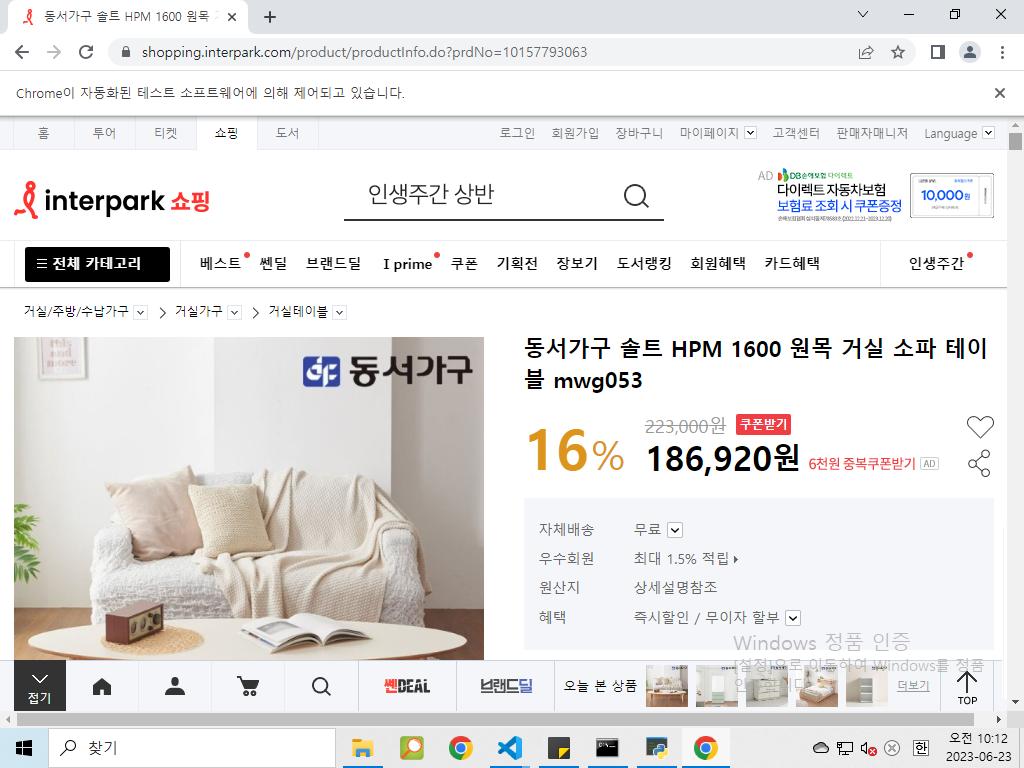 동서가구 솔트 HPM 1600 원목
shopping.interpark.com/product/productInfo.do?prdNo=10157793063
Chrome이 자동화된 테스트 소프트웨어에 의해 제어되고 있습니다.
홈 투어 티켓 쇼핑 도서 로그인 회원가입 장바구니 마이페이지 고객센터 판매자매니저 Language
interpark 쇼핑
인생주간 상반
AD DB손해보험 다이렉트
다이렉트 자동차보험
보험료 조회 시 쿠폰증정
10,000원
전체 카테고리 베스트 쎈딜 브랜드딜 I prime 쿠폰 기획전 장보기 도서랭킹 회원혜택 카드혜택 인생주간
거실/주방/수납가구 거실가구 거실테이블
동서가구
동서가구 솔트 HPM 1600 원목 거실 소파 테이
블 mwg053
16% 223,000원 쿠폰받기
186,920원 6천원 중복쿠폰받기 AD
자체배송 무료
우수회원 최대 1.5% 적립
원산지 상세설명참조
혜택 즉시할인 / 무이자 할부
Windows 정품 인증
[설정]으로 이동하여 Windows를 정품
접기 쎈DEAL 브랜드딜 오늘 본 상품 더보기 TOP
찾기
오전 10:12
2023-06-23
한